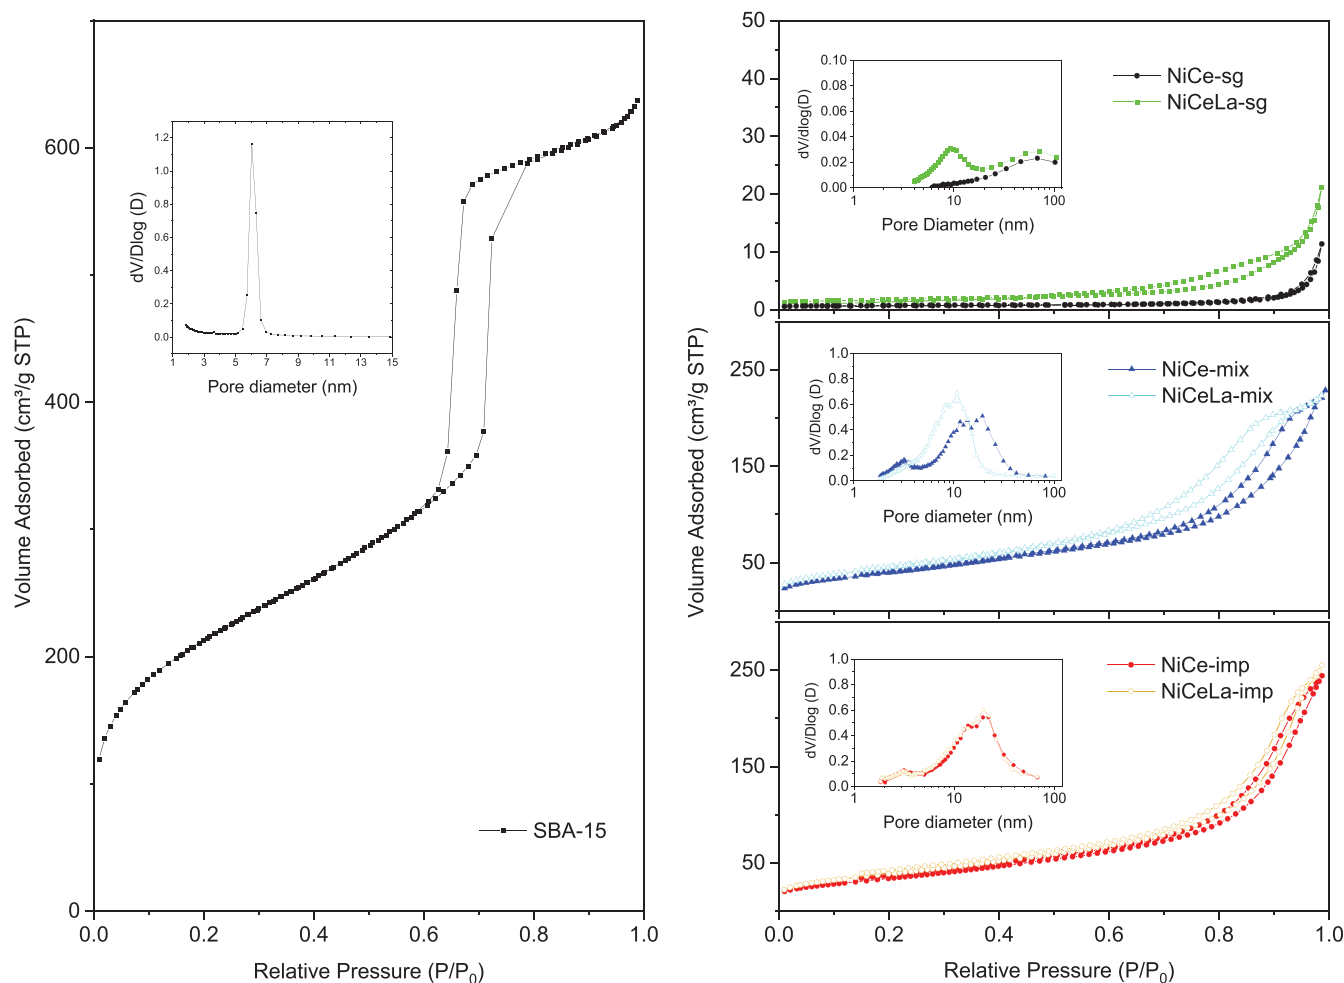 600
400
200
0
0.0 0.2 0.4 0.6 0.8 1.0
Volume Adsorbed (cm³/g STP)
Relative Pressure (P/P₀)
SBA-15
1.2
1.0
0.8
0.6
0.4
0.2
0.0
1 3 5 7 9 11 13 15
dV/Dlog (D)
Pore diameter (nm)
50
40
30
20
10
0
NiCe-sg
NiCeLa-sg
0.10
0.08
0.06
0.04
0.02
0.00
1 10 100
dV/dlog(D)
Pore Diameter (nm)
Volume Adsorbed (cm³/g STP)
250
150
50
NiCe-mix
NiCeLa-mix
1.0
0.8
0.6
0.4
0.2
0.0
1 10 100
dV/Dlog (D)
Pore diameter (nm)
250
150
50
NiCe-imp
NiCeLa-imp
1.0
0.8
0.6
0.4
0.2
0.0
1 10 100
dV/Dlog (D)
Pore diameter (nm)
0.0 0.2 0.4 0.6 0.8 1.0
Relative Pressure (P/P₀)